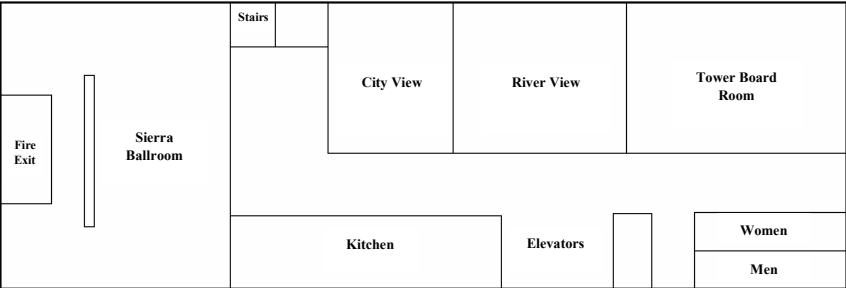 Stairs
City View
River View
Tower Board
Room
Fire
Exit
Sierra
Ballroom
Kitchen
Elevators
Women
Men